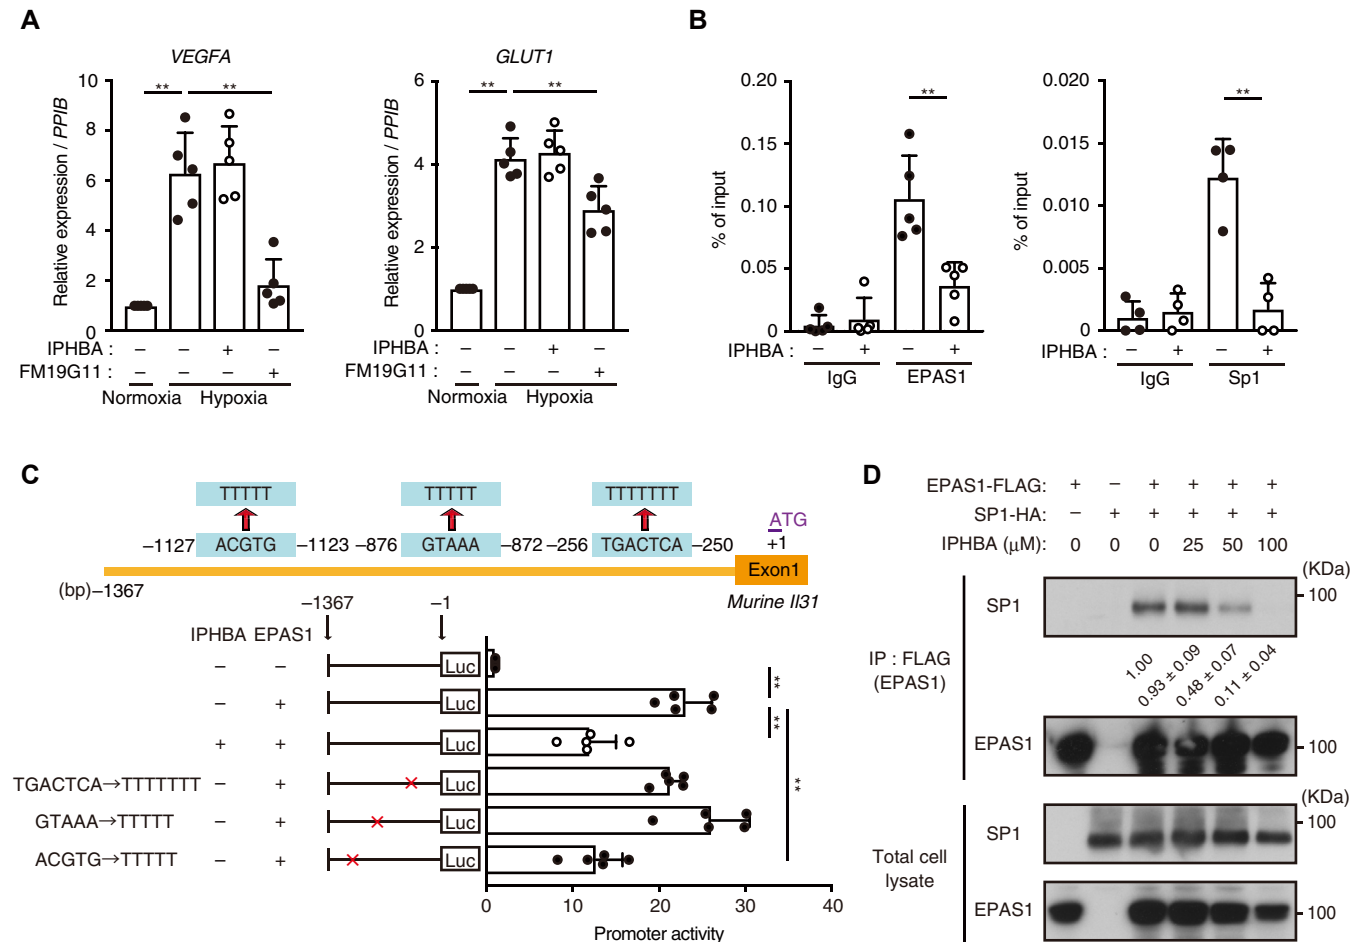 A
VEGFA
Relative expression / PPIB
10
8
6
4
2
0
** **
IPHBA : – – + –
FM19G11 : – – – +
Normoxia Hypoxia
GLUT1
Relative expression / PPIB
6
4
2
0
** **
IPHBA : – – + –
FM19G11 : – – – +
Normoxia Hypoxia
B
% of input
0.20
0.15
0.10
0.05
0
**
IPHBA : – + – +
IgG EPAS1
% of input
0.020
0.015
0.010
0.005
0
**
IPHBA : – + – +
IgG Sp1
C
TTTTT TTTTT TTTTTTT
ATG
–1127 ACGTG –1123 –876 GTAAA –872 –256 TGACTCA –250 +1
Exon1
(bp) –1367
Murine Il31
–1367 –1
IPHBA EPAS1
– – Luc
– + Luc
+ + Luc
TGACTCA→TTTTTTT – + Luc
GTAAA→TTTTT – + Luc
ACGTG→TTTTT – + Luc
**
**
**
0 10 20 30 40
Promoter activity
D
EPAS1-FLAG: + – + + + +
SP1-HA: – + + + + +
IPHBA (μM): 0 0 0 25 50 100
(KDa)
SP1 100
IP : FLAG
(EPAS1)
1.00 0.93 ± 0.09 0.48 ± 0.07 0.11 ± 0.04
EPAS1 100
(KDa)
SP1 100
Total cell
lysate
EPAS1 100